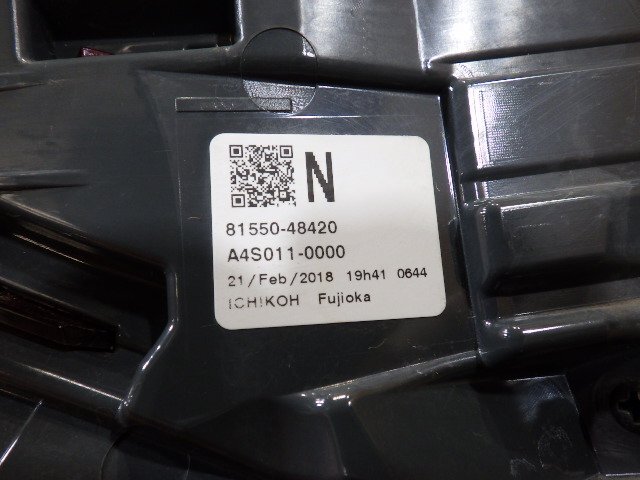 N
81550-48420
A4S011-0000
21/Feb/2018 19h41 0644
ICHIKOH Fujioka